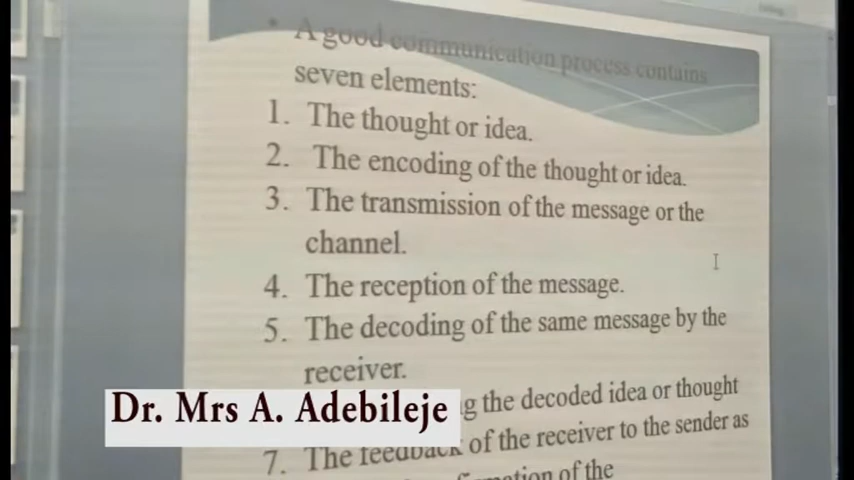 • A good communication process contains
seven elements:
1. The thought or idea.
2. The encoding of the thought or idea.
3. The transmission of the message or the
channel.
4. The reception of the message.
5. The decoding of the same message by the
receiver.
the decoded idea or thought
7. The feedback of the receiver to the sender as
of the
Dr. Mrs A. Adebileje